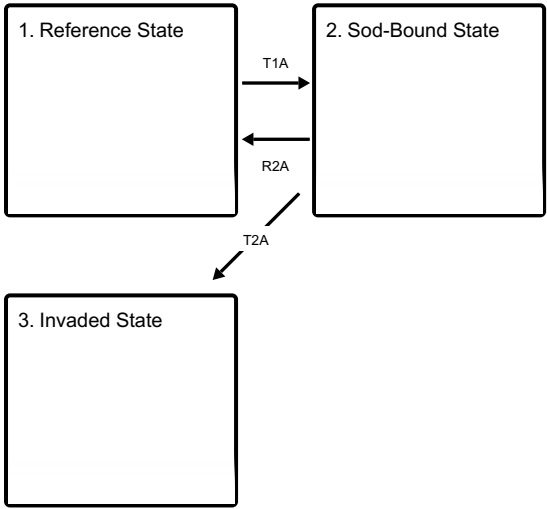 1. Reference State
2. Sod-Bound State
T1A
R2A
T2A
3. Invaded State